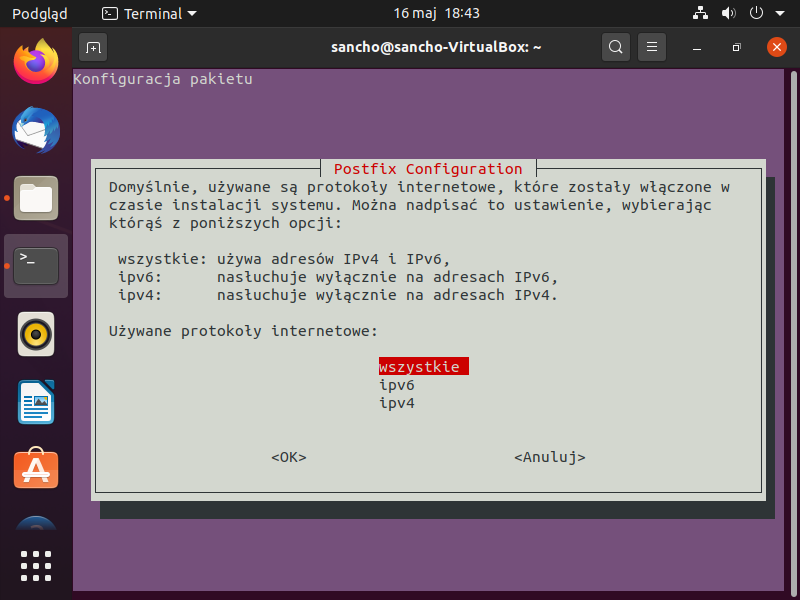 Podgląd
Terminal
16 maj 18:43
sancho@sancho-VirtualBox: ~
Konfiguracja pakietu
Postfix Configuration
Domyślnie, używane są protokoły internetowe, które zostały włączone w
czasie instalacji systemu. Można nadpisać to ustawienie, wybierając
którąś z poniższych opcji:
wszystkie: używa adresów IPv4 i IPv6,
ipv6: nasłuchuje wyłącznie na adresach IPv6,
ipv4: nasłuchuje wyłącznie na adresach IPv4.
Używane protokoły internetowe:
wszystkie
ipv6
ipv4
<OK> <Anuluj>